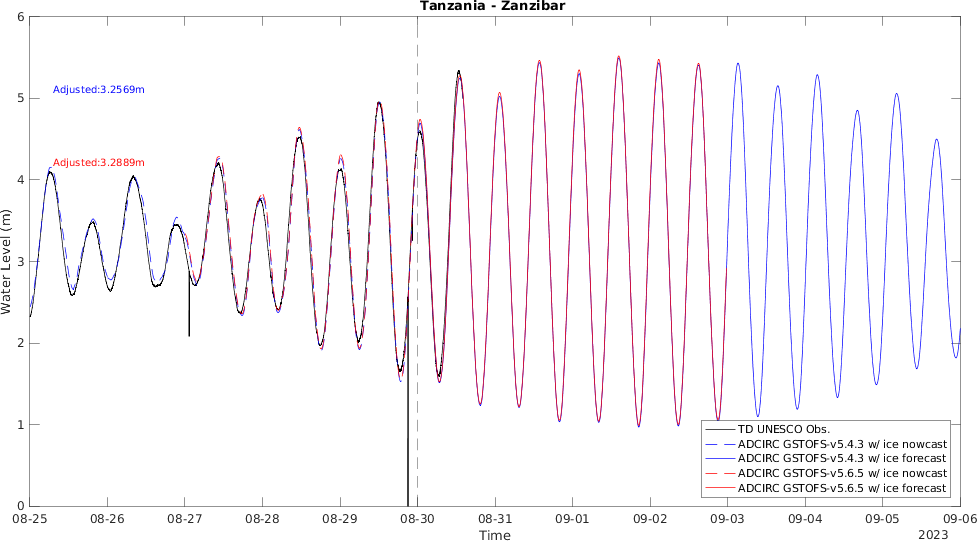 Tanzania - Zanzibar
6
5
4
3
2
1
0
Water Level (m)
Adjusted:3.2569m
Adjusted:3.2889m
TD UNESCO Obs.
ADCIRC GSTOFS-v5.4.3 w/ ice nowcast
ADCIRC GSTOFS-v5.4.3 w/ ice forecast
ADCIRC GSTOFS-v5.6.5 w/ ice nowcast
ADCIRC GSTOFS-v5.6.5 w/ ice forecast
08-25 08-26 08-27 08-28 08-29 08-30 08-31 09-01 09-02 09-03 09-04 09-05 09-06
Time
2023